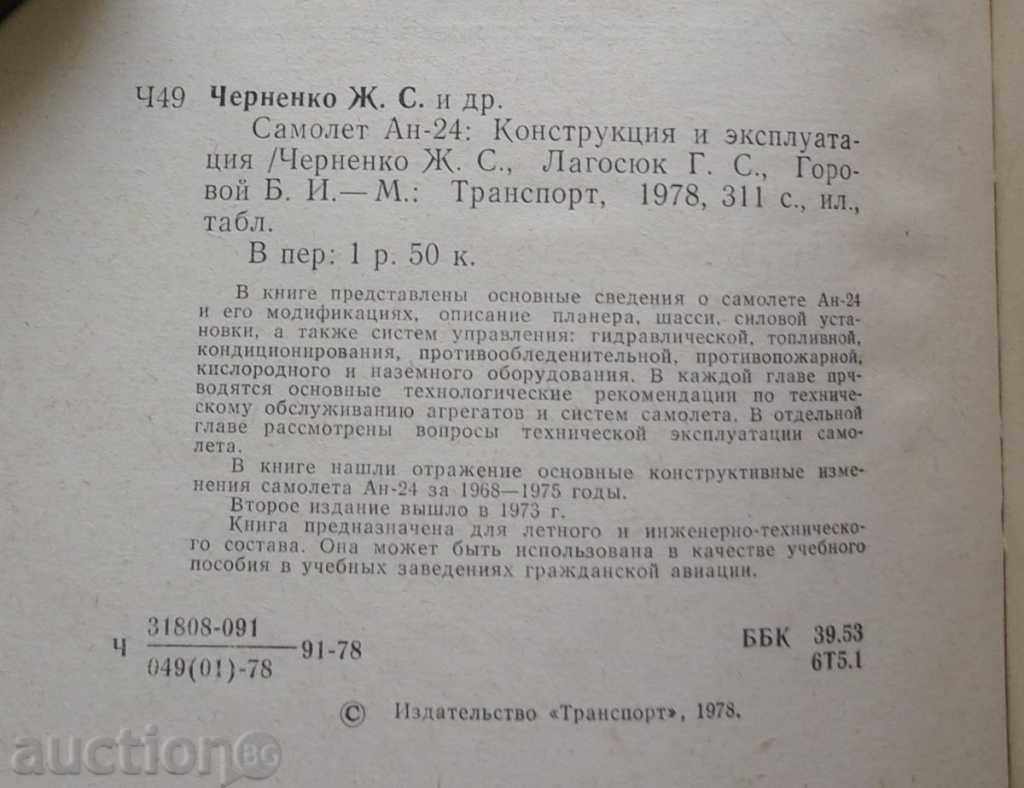 Ч49 Черненко Ж. С. и др.
Самолет Ан-24: Конструкция и эксплуата-
ция /Черненко Ж. С., Лагосюк Г. С., Горо-
вой Б. И.— М.: Транспорт, 1978, 311 с., ил.,
табл.
В пер: 1 р. 50 к.
В книге представлены основные сведения о самолете Ан-24
и его модификациях, описание планера, шасси, силовой уста-
новки, а также систем управления: гидравлической, топливной,
кондиционирования, противообледенительной, противопожарной,
кислородного и наземного оборудования. В каждой главе при-
водятся основные технологические рекомендации по техниче-
скому обслуживанию агрегатов и систем самолета. В отдельной
главе рассмотрены вопросы технической эксплуатации само-
лета.
В книге нашли отражение основные конструктивные изме-
нения самолета Ан-24 за 1968—1975 годы.
Второе издание вышло в 1973 г.
Книга предназначена для летного и инженерно-техническо-
го состава. Она может быть использована в качестве учебного
пособия в учебных заведениях гражданской авиации.
31808-091
Ч 91-78
049(01)-78
ББК 39.53
6Т5.1
© Издательство «Транспорт», 1978.
auction BG